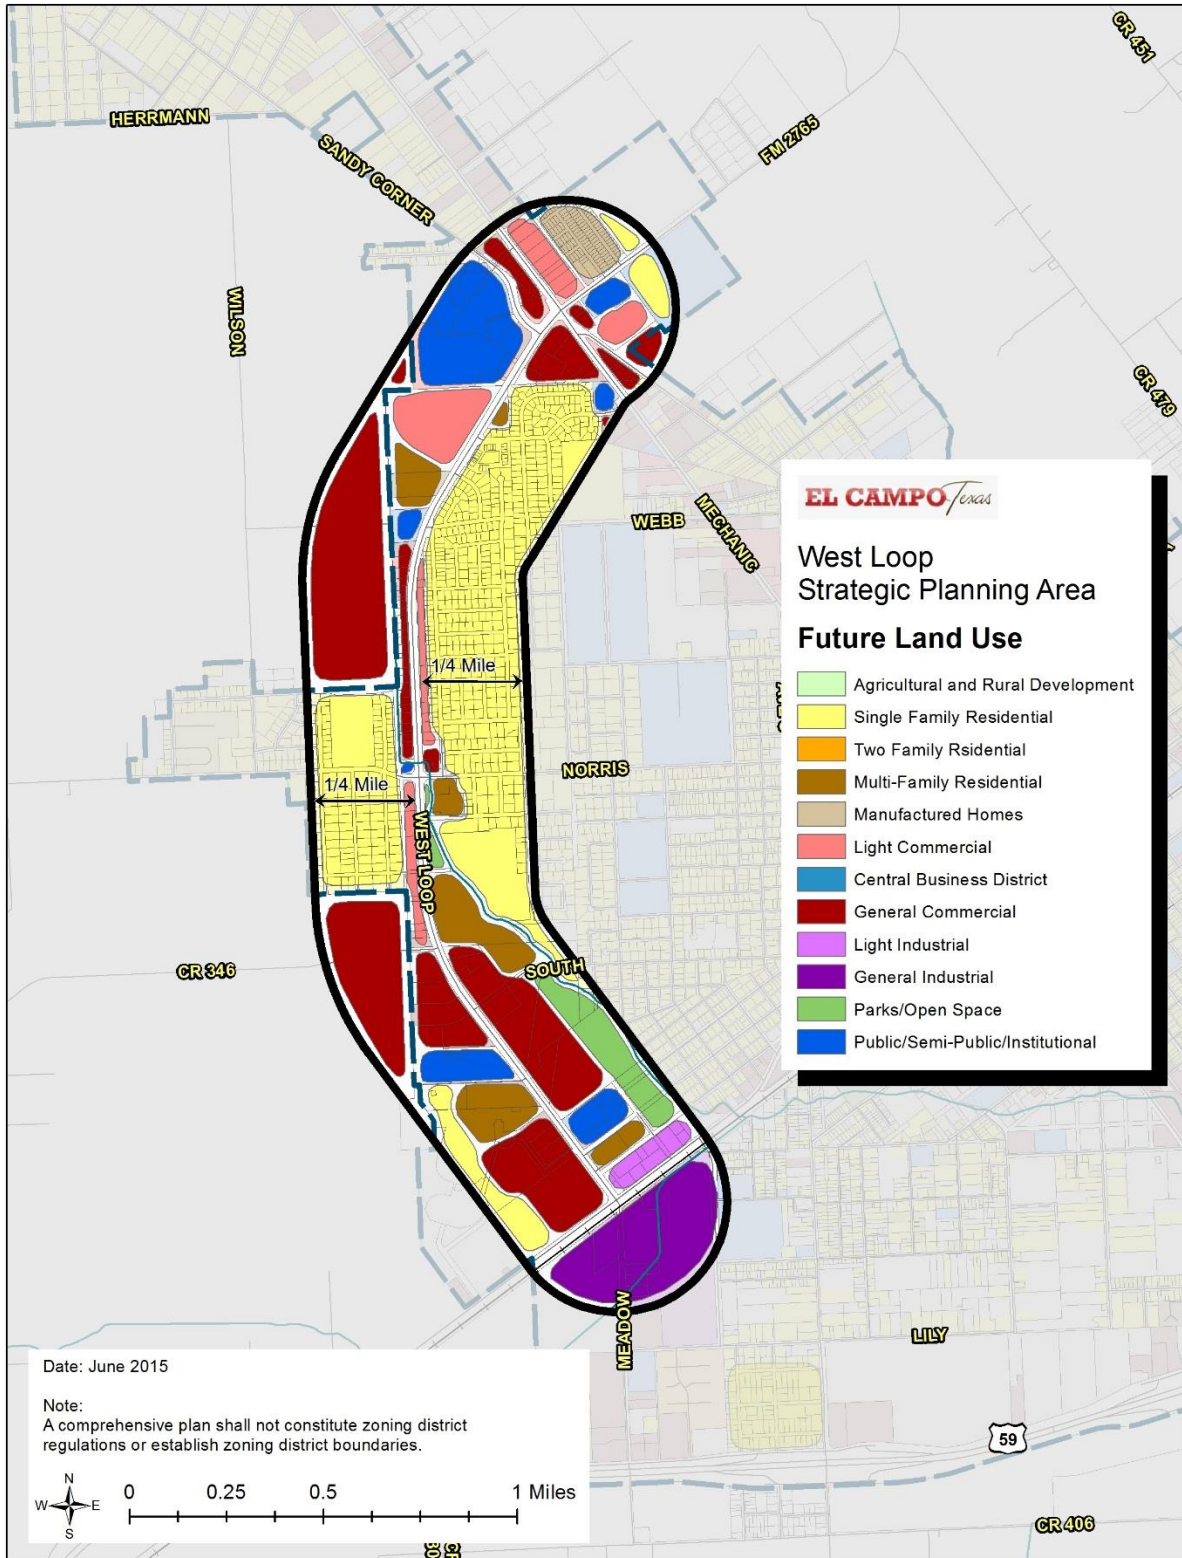 CR 451
HERRMANN
FM 2765
SANDY CORNER
WILSON
CR 479
EL CAMPO Texas
West Loop
Strategic Planning Area
Future Land Use
Agricultural and Rural Development
Single Family Residential
Two Family Rsidential
Multi-Family Residential
Manufactured Homes
Light Commercial
Central Business District
General Commercial
Light Industrial
General Industrial
Parks/Open Space
Public/Semi-Public/Institutional
WEBB
MECHANIC
1/4 Mile
NORRIS
1/4 Mile
WEST LOOP
CR 346
SOUTH
MEADOW
LILY
59
CR 406
Date: June 2015
Note:
A comprehensive plan shall not constitute zoning district
regulations or establish zoning district boundaries.
N
W E
S
0 0.25 0.5 1 Miles